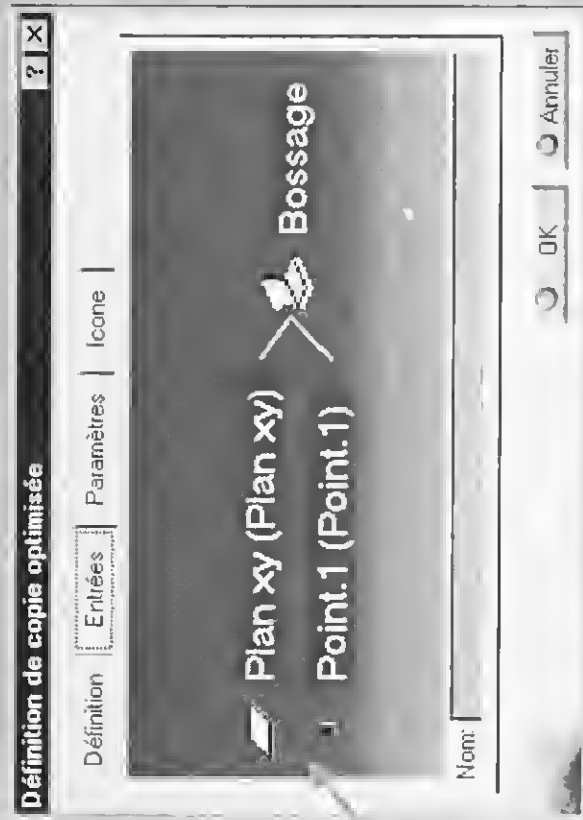 Définition de copie optimisée
? X
Définition Entrées Paramètres Icone
Plan xy (Plan xy)
Point.1 (Point.1)
Bossage
Nom:
OK Annuler